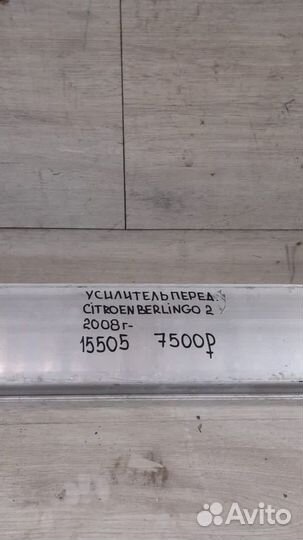 УСИЛИТЕЛЬ ПЕРЕД.
CITROEN BERLINGO 2
2008г-
15505 7500р
Avito